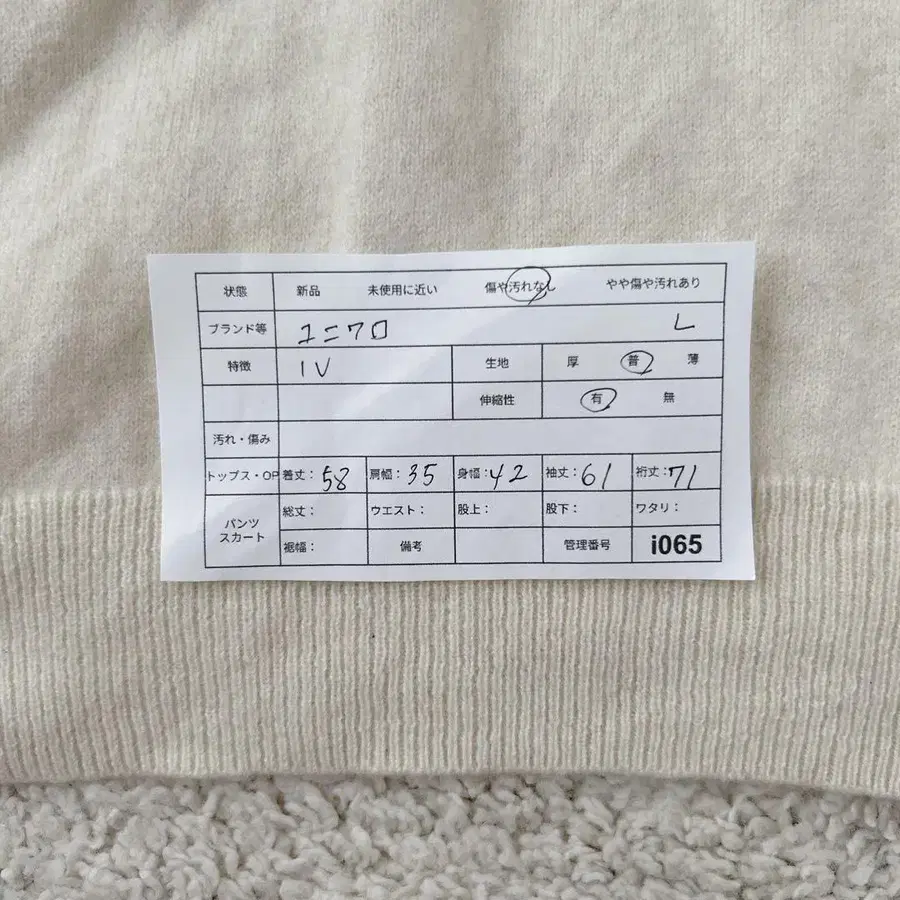 状態 新品 未使用に近い 傷や汚れなし やや傷や汚れあり
ブランド等 ユニクロ L
特徴 IV 生地 厚 普 薄
伸縮性 有 無
汚れ・傷み
トップス・OP 着丈：58 肩幅：35 身幅：42 袖丈：61 裄丈：71
パンツ スカート 総丈： ウエスト： 股上： 股下： ワタリ：
裾幅： 備考 管理番号 i065